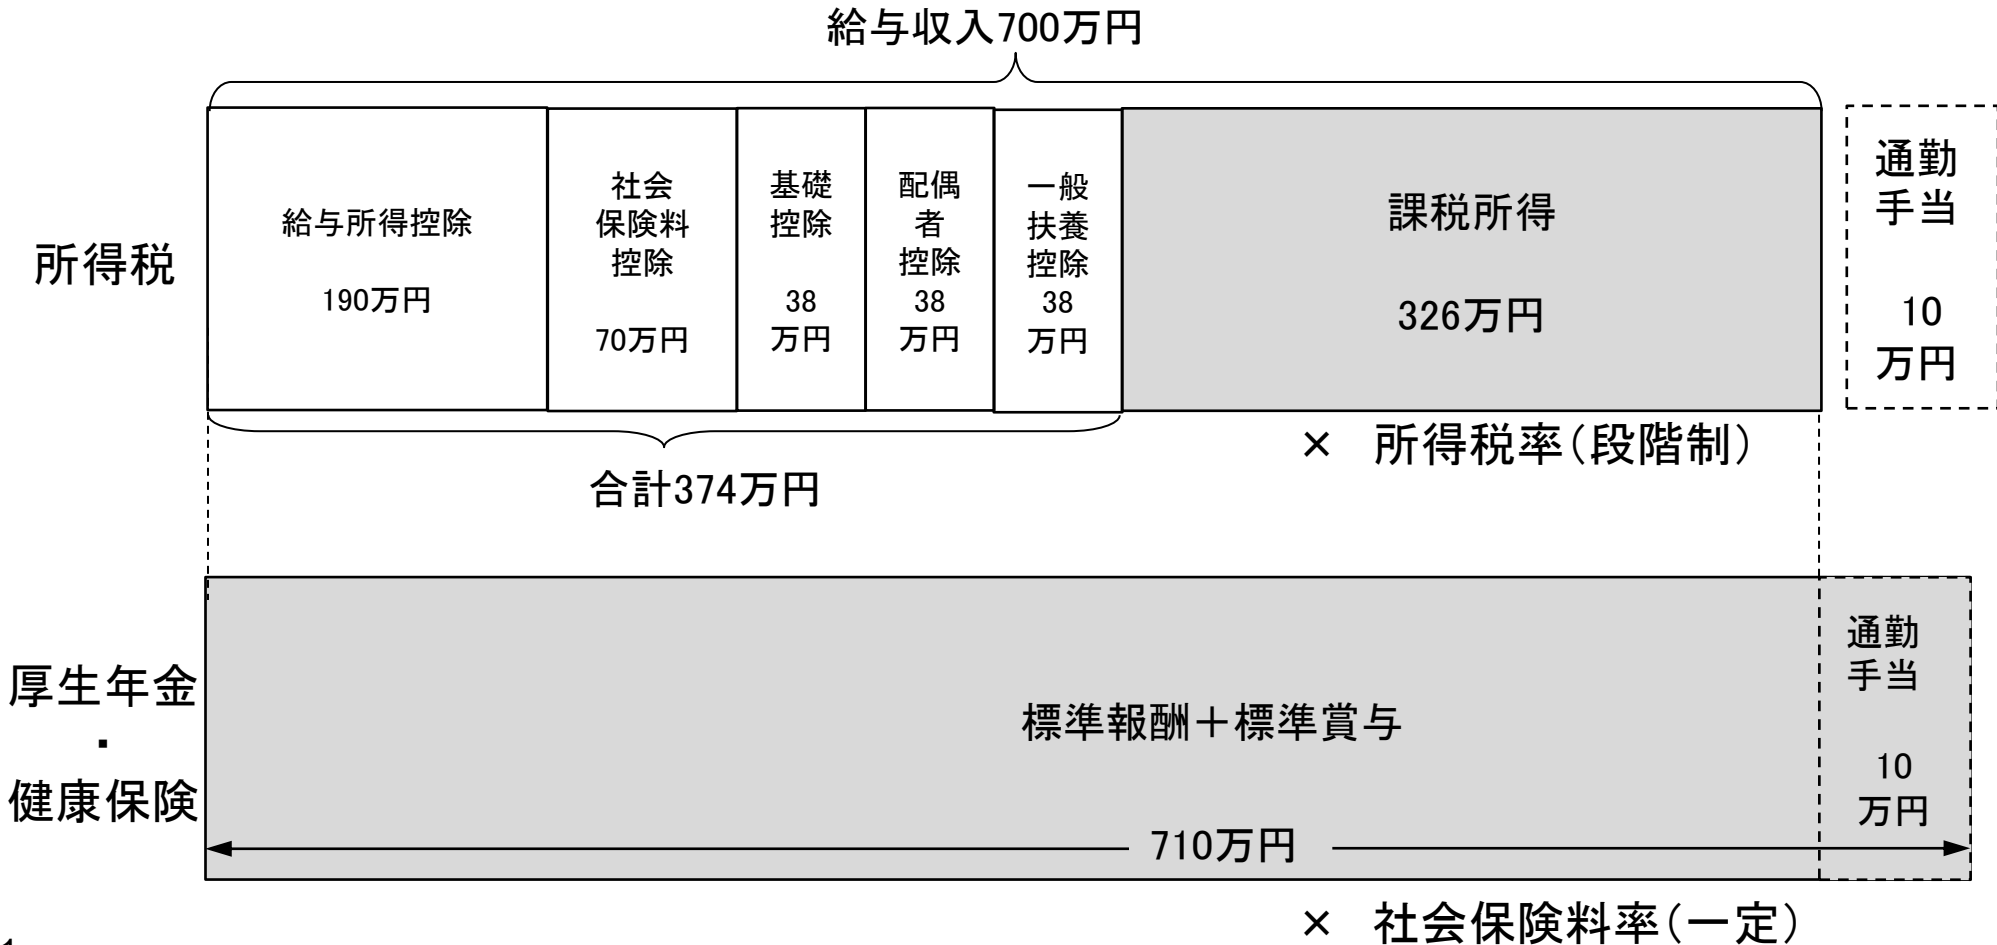 給与収入700万円
所得税
給与所得控除
190万円
社会
保険料
控除
70万円
基礎
控除
38
万円
配偶
者
控除
38
万円
一般
扶養
控除
38
万円
課税所得
326万円
通勤
手当
10
万円
× 所得税率(段階制)
合計374万円
厚生年金
・
健康保険
標準報酬＋標準賞与
通勤
手当
10
万円
710万円
× 社会保険料率(一定)